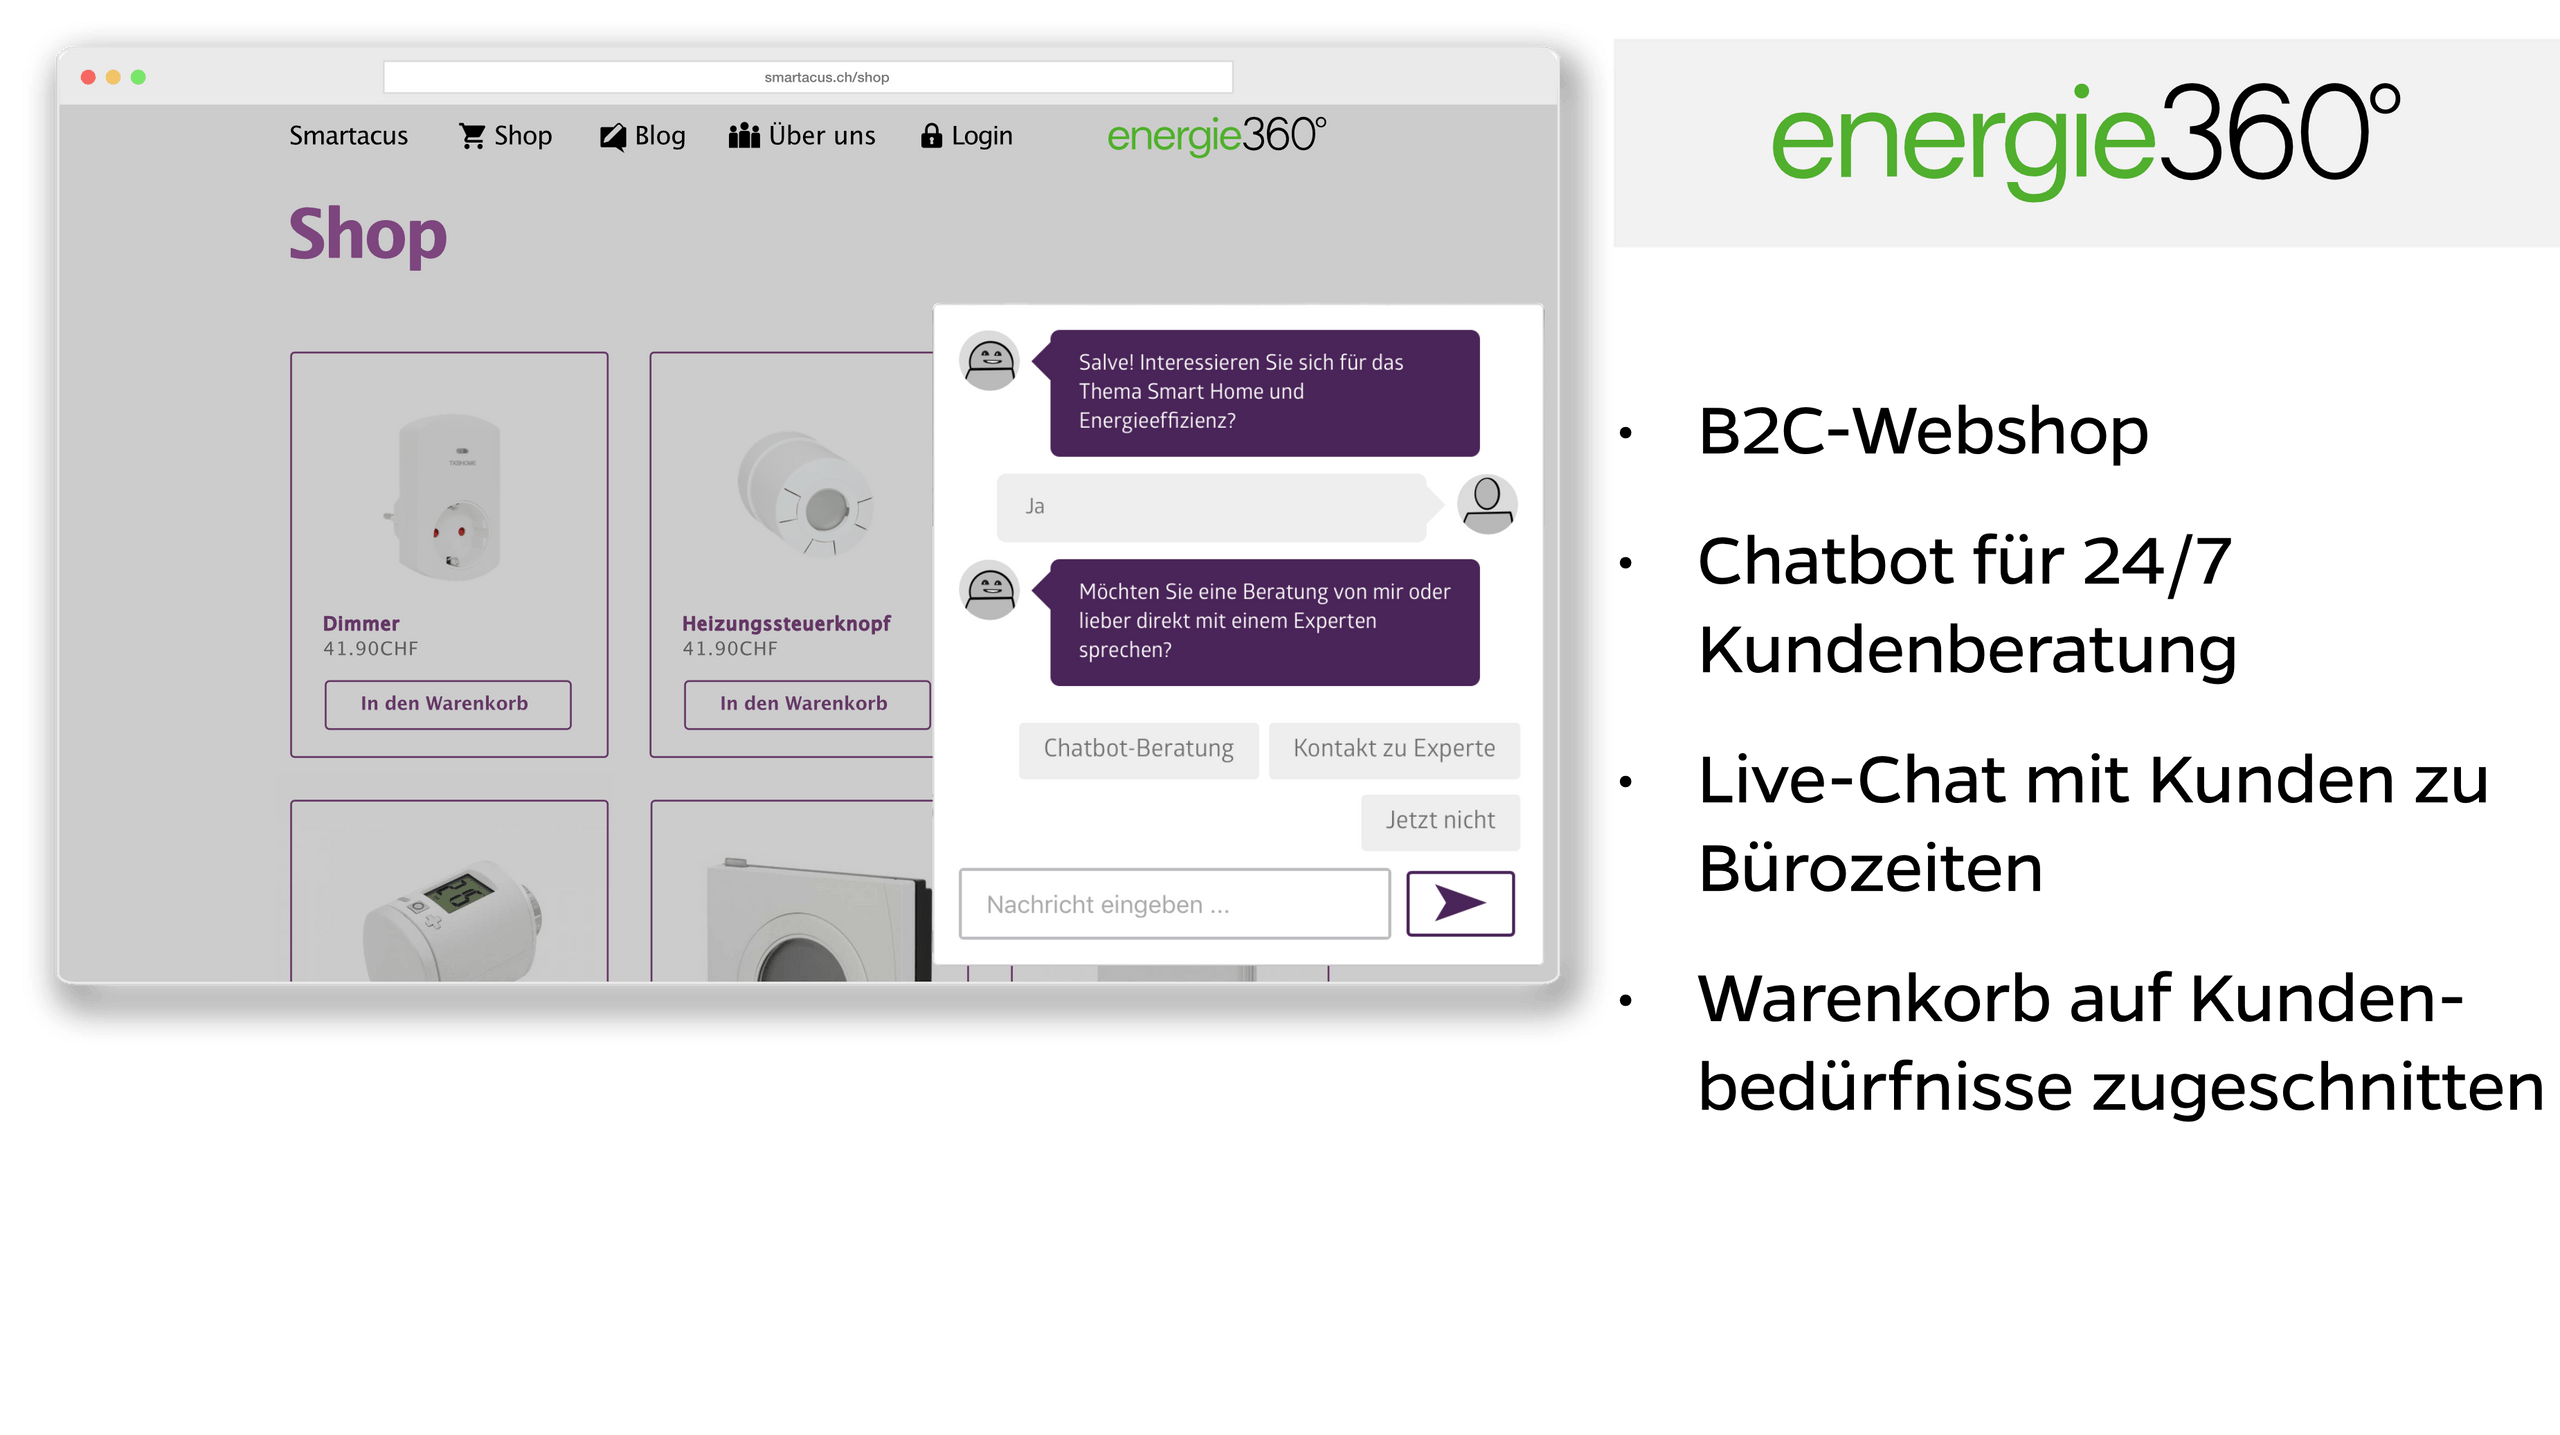 smartacus.ch/shop
Smartacus Shop Blog Über uns Login energie360°
Shop
Dimmer
41.90CHF
In den Warenkorb
Heizungssteuerknopf
41.90CHF
In den Warenkorb
Salve! Interessieren Sie sich für das
Thema Smart Home und
Energieeffizienz?
Ja
Möchten Sie eine Beratung von mir oder
lieber direkt mit einem Experten
sprechen?
Chatbot-Beratung Kontakt zu Experte
Jetzt nicht
Nachricht eingeben ...
energie360°
• B2C-Webshop
• Chatbot für 24/7
Kundenberatung
• Live-Chat mit Kunden zu
Bürozeiten
• Warenkorb auf Kunden-
bedürfnisse zugeschnitten